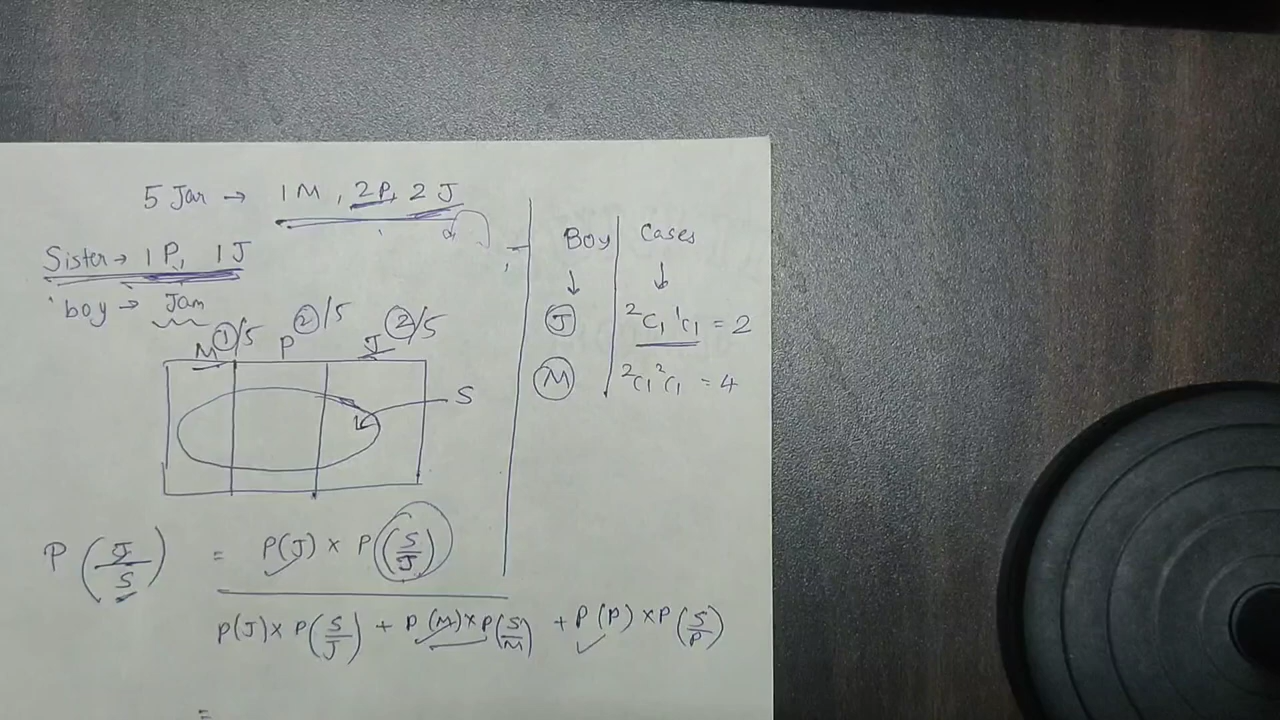 5 Jar → 1M, 2P, 2J
Sister → 1P, 1J
boy → Jam
M ①/5 P ②/5 J ②/5
S
P(J/S) = P(J) × P(S/J)
P(J) × P(S/J) + P(M) × P(S/M) + P(P) × P(S/P)
=
Boy | Cases
↓ ↓
Ⓙ ²C₁ ¹C₁ = 2
Ⓜ ²C₁ ²C₁ = 4